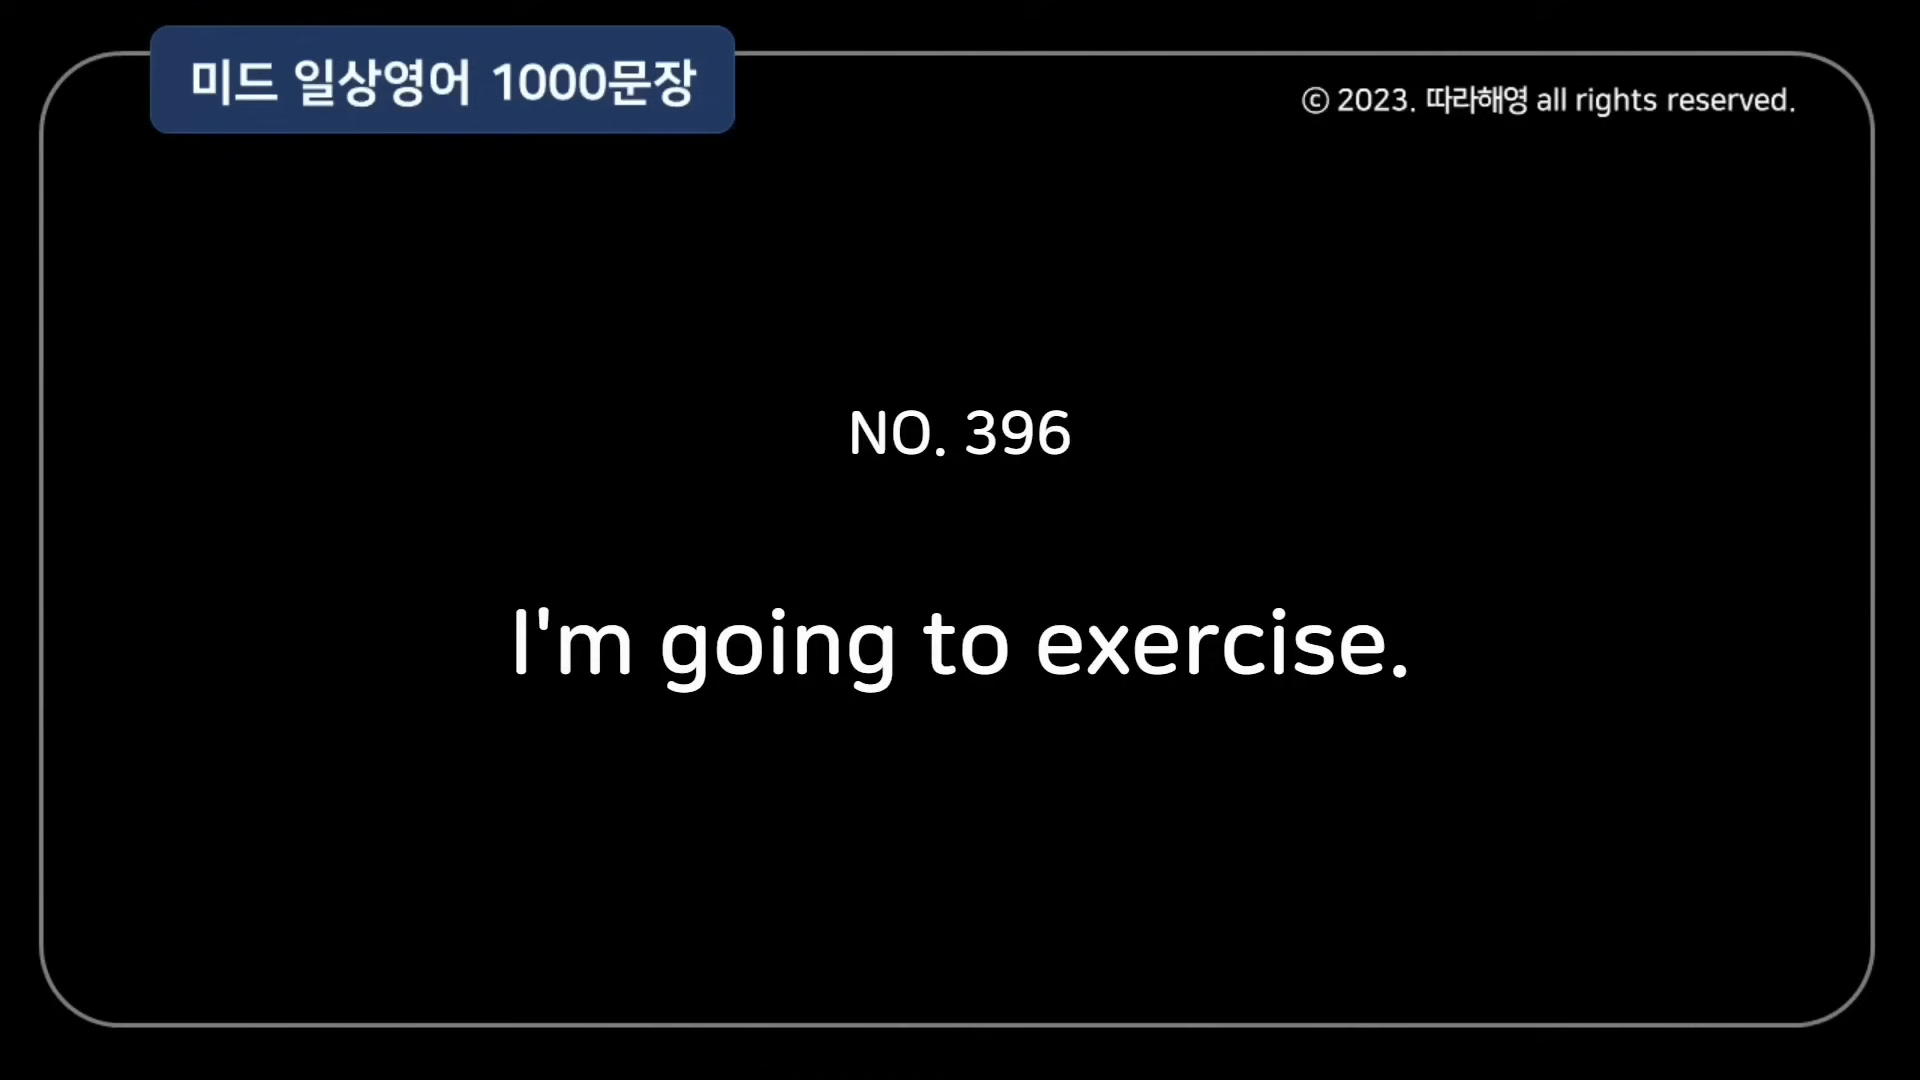 미드 일상영어 1000문장
ⓒ 2023. 따라해영 all rights reserved.
NO. 396
I'm going to exercise.